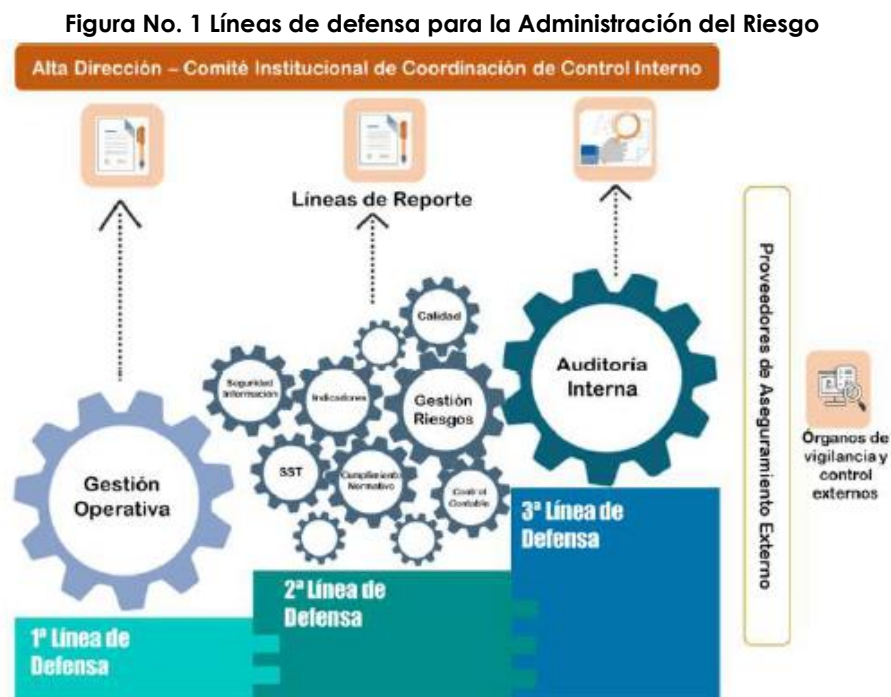 Figura No. 1 Líneas de defensa para la Administración del Riesgo
Alta Dirección – Comité Institucional de Coordinación de Control Interno
Líneas de Reporte
Calidad
Seguridad
Información
Indicadores
Gestión
Riesgos
SST
Cumplimiento
Normativo
Control
Contable
Auditoría
Interna
Gestión
Operativa
1ª Línea de
Defensa
2ª Línea de
Defensa
3ª Línea de
Defensa
Proveedores de Aseguramiento Externo
Órganos de
vigilancia y
control
externos